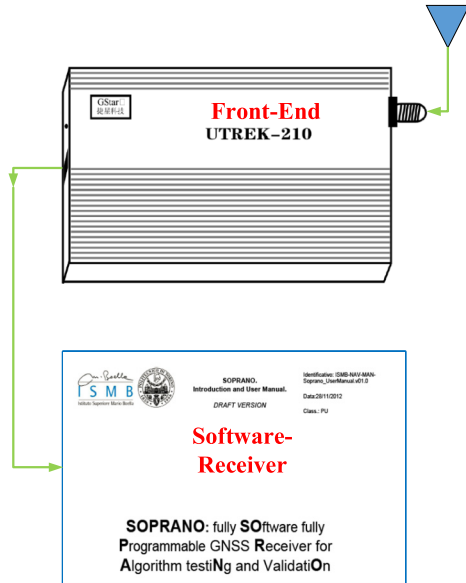 GStar
捷星科技
Front-End
UTREK-210
ISMB
Istituto Superiore Mario Boella
SOPRANO.
Introduction and User Manual.
DRAFT VERSION
Identificativo: ISMB-NAV-MAN-
Soprano_UserManual.v01.0
Data:28/11/2012
Class.: PU
Software-
Receiver
SOPRANO: fully SOftware fully
Programmable GNSS Receiver for
Algorithm testiNg and ValidatiOn